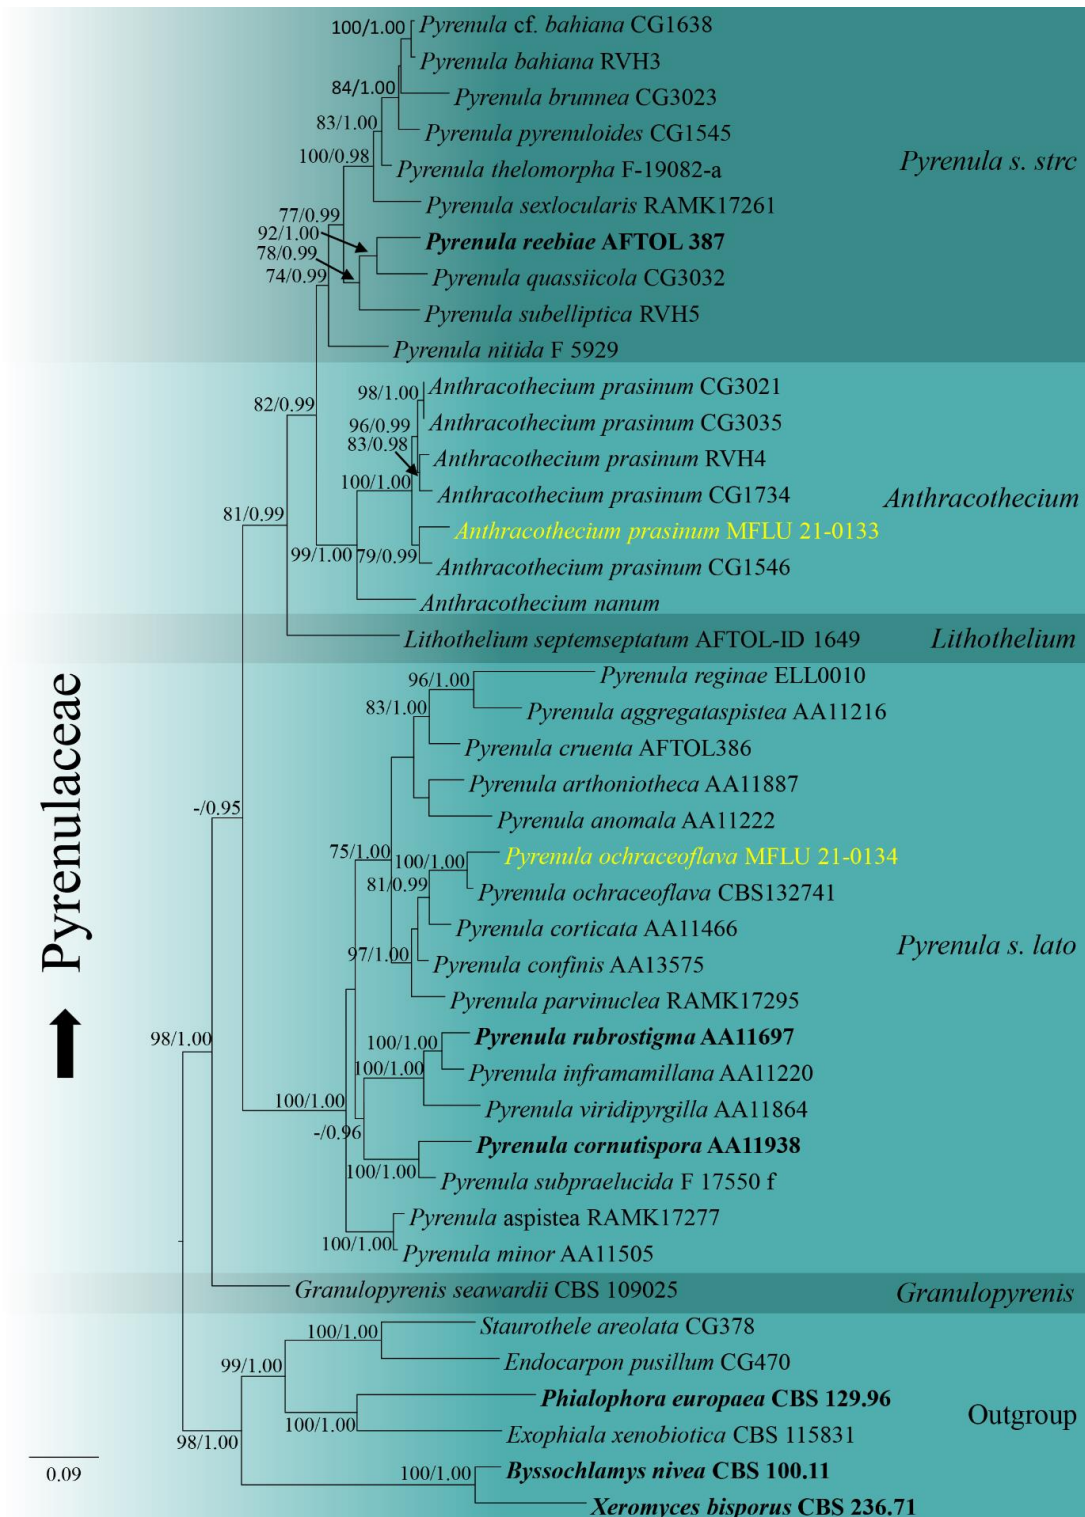 100/1.00
Pyrenula cf. bahiana CG1638
Pyrenula bahiana RVH3
84/1.00
Pyrenula brunnea CG3023
83/1.00
Pyrenula pyrenuloides CG1545
100/0.98
Pyrenula thelomorpha F-19082-a
Pyrenula s. strc
Pyrenula sexlocularis RAMK17261
77/0.99
92/1.00
Pyrenula reebiae AFTOL 387
78/0.99
74/0.99
Pyrenula quassiicola CG3032
Pyrenula subelliptica RVH5
Pyrenula nitida F 5929
98/1.00
Anthracothecium prasinum CG3021
82/0.99
96/0.99
Anthracothecium prasinum CG3035
83/0.98
Anthracothecium prasinum RVH4
100/1.00
Anthracothecium prasinum CG1734
Anthracothecium
81/0.99
Anthracothecium prasinum MFLU 21-0133
99/1.00
79/0.99
Anthracothecium prasinum CG1546
Anthracothecium nanum
Lithothelium septemseptatum AFTOL-ID 1649
Lithothelium
96/1.00
Pyrenula reginae ELL0010
83/1.00
Pyrenula aggregataspistea AA11216
Pyrenula cruenta AFTOL386
Pyrenula arthoniotheca AA11887
-/0.95
Pyrenula anomala AA11222
75/1.00
100/1.00
Pyrenula ochraceoflava MFLU 21-0134
81/0.99
Pyrenula ochraceoflava CBS132741
Pyrenula corticata AA11466
Pyrenula s. lato
97/1.00
Pyrenula confinis AA13575
Pyrenula parvinuclea RAMK17295
Pyrenulaceae
98/1.00
100/1.00
Pyrenula rubrostigma AA11697
100/1.00
Pyrenula inframamillana AA11220
100/1.00
Pyrenula viridipyrgilla AA11864
-/0.96
Pyrenula cornutispora AA11938
100/1.00
Pyrenula subpraelucida F 17550 f
Pyrenula aspistea RAMK17277
100/1.00
Pyrenula minor AA11505
Granulopyrenis seawardii CBS 109025
Granulopyrenis
100/1.00
Staurothele areolata CG378
99/1.00
Endocarpon pusillum CG470
Phialophora europaea CBS 129.96
100/1.00
Exophiala xenobiotica CBS 115831
Outgroup
98/1.00
100/1.00
Byssochlamys nivea CBS 100.11
0.09
Xeromyces bisporus CBS 236.71